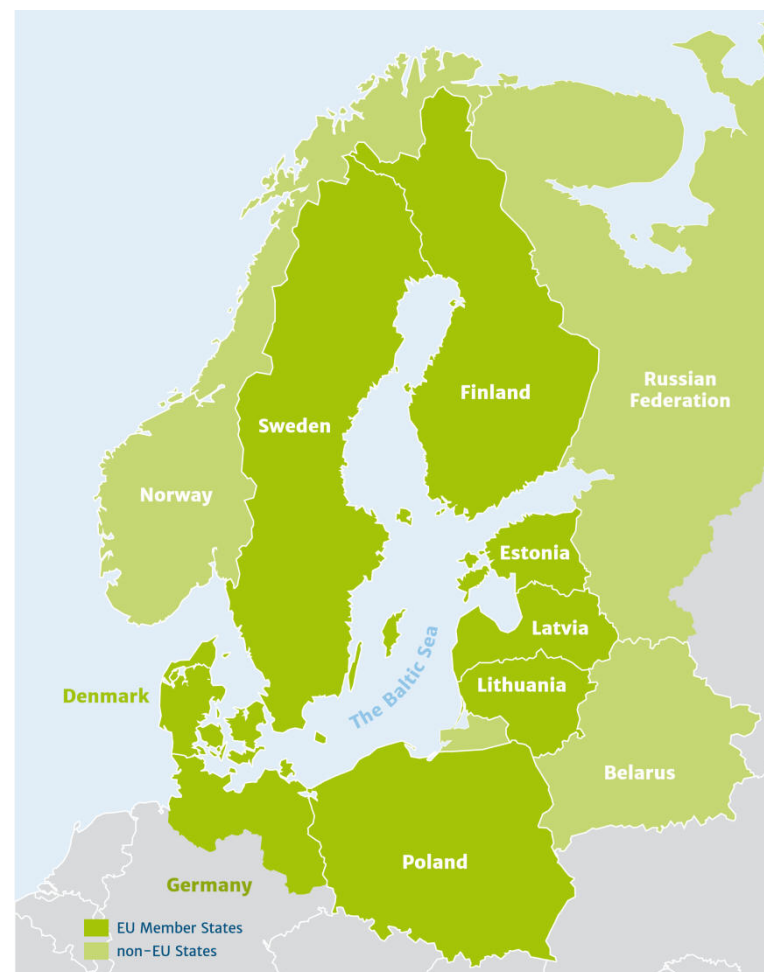 Russian
Federation
Finland
Sweden
Norway
Estonia
Latvia
The Baltic Sea
Lithuania
Denmark
Belarus
Poland
Germany
EU Member States
non-EU States